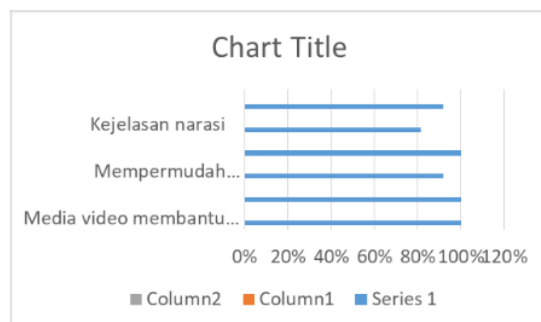 Chart Title
Kejelasan narasi
Mempermudah...
Media video membantu...
0% 20% 40% 60% 80% 100% 120%
Column2 Column1 Series 1